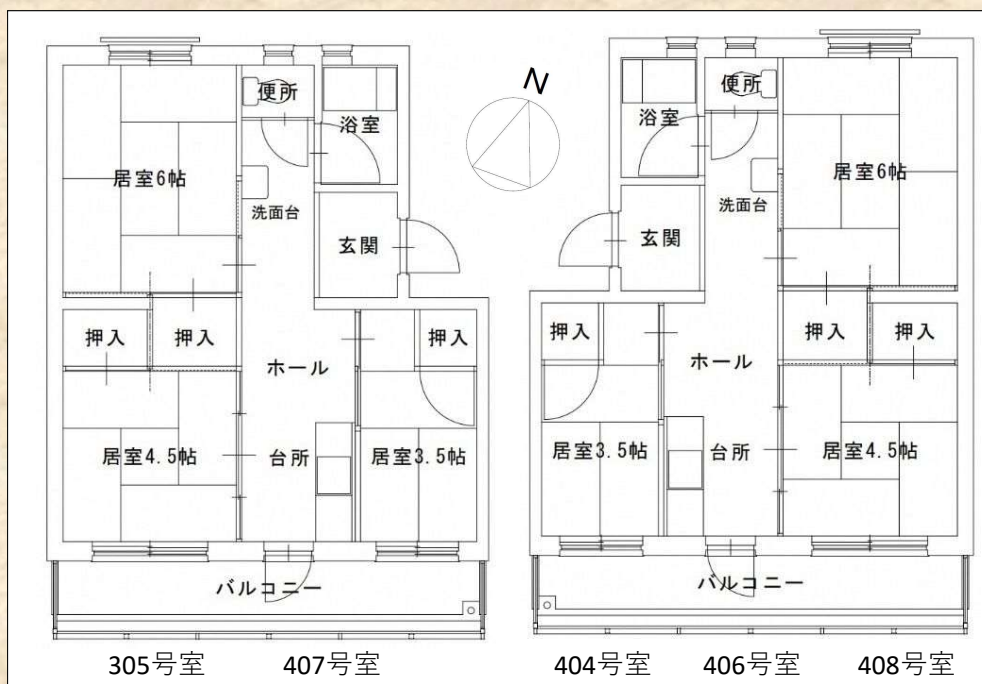 便所
浴室
居室6帖
洗面台
玄関
押入
押入
押入
ホール
居室4.5帖
台所
居室3.5帖
バルコニー
305号室
407号室
N
便所
浴室
居室6帖
洗面台
玄関
押入
押入
押入
ホール
居室3.5帖
台所
居室4.5帖
バルコニー
404号室
406号室
408号室